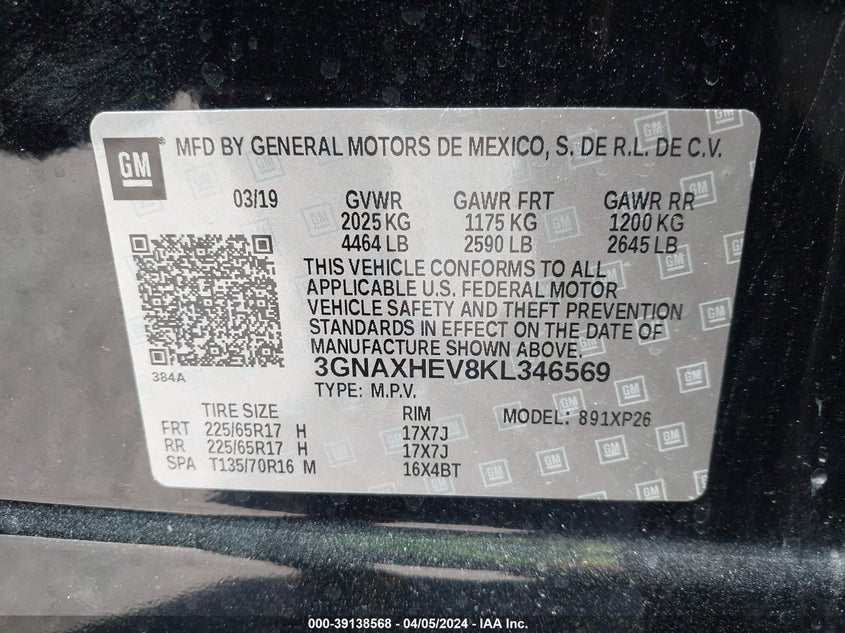 GM
MFD BY GENERAL MOTORS DE MEXICO, S. DE R.L. DE C.V.
03/19 GVWR GAWR FRT GAWR RR
2025 KG 1175 KG 1200 KG
4464 LB 2590 LB 2645 LB
THIS VEHICLE CONFORMS TO ALL
APPLICABLE U.S. FEDERAL MOTOR
VEHICLE SAFETY AND THEFT PREVENTION
STANDARDS IN EFFECT ON THE DATE OF
MANUFACTURE SHOWN ABOVE.
3GNAXHEV8KL346569
384A
TYPE: M.P.V.
TIRE SIZE RIM MODEL: 891XP26
FRT 225/65R17 H 17X7J
RR 225/65R17 H 17X7J
SPA T135/70R16 M 16X4BT
000-39138568 - 04/05/2024 - IAA Inc.